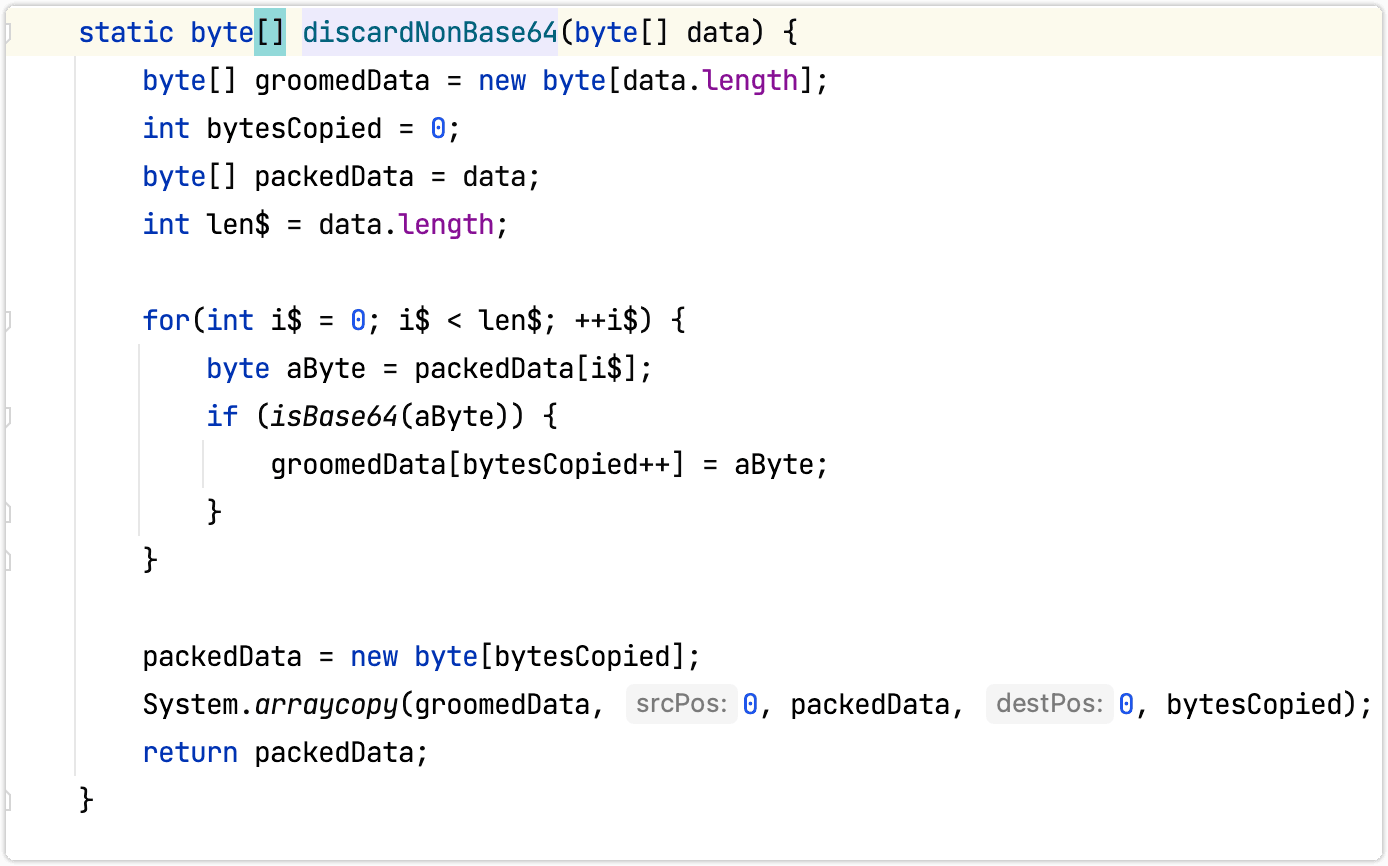 static byte[] discardNonBase64(byte[] data) {
    byte[] groomedData = new byte[data.length];
    int bytesCopied = 0;
    byte[] packedData = data;
    int len$ = data.length;

    for(int i$ = 0; i$ < len$; ++i$) {
        byte aByte = packedData[i$];
        if (isBase64(aByte)) {
            groomedData[bytesCopied++] = aByte;
        }
    }

    packedData = new byte[bytesCopied];
    System.arraycopy(groomedData, srcPos: 0, packedData, destPos: 0, bytesCopied);
    return packedData;
}